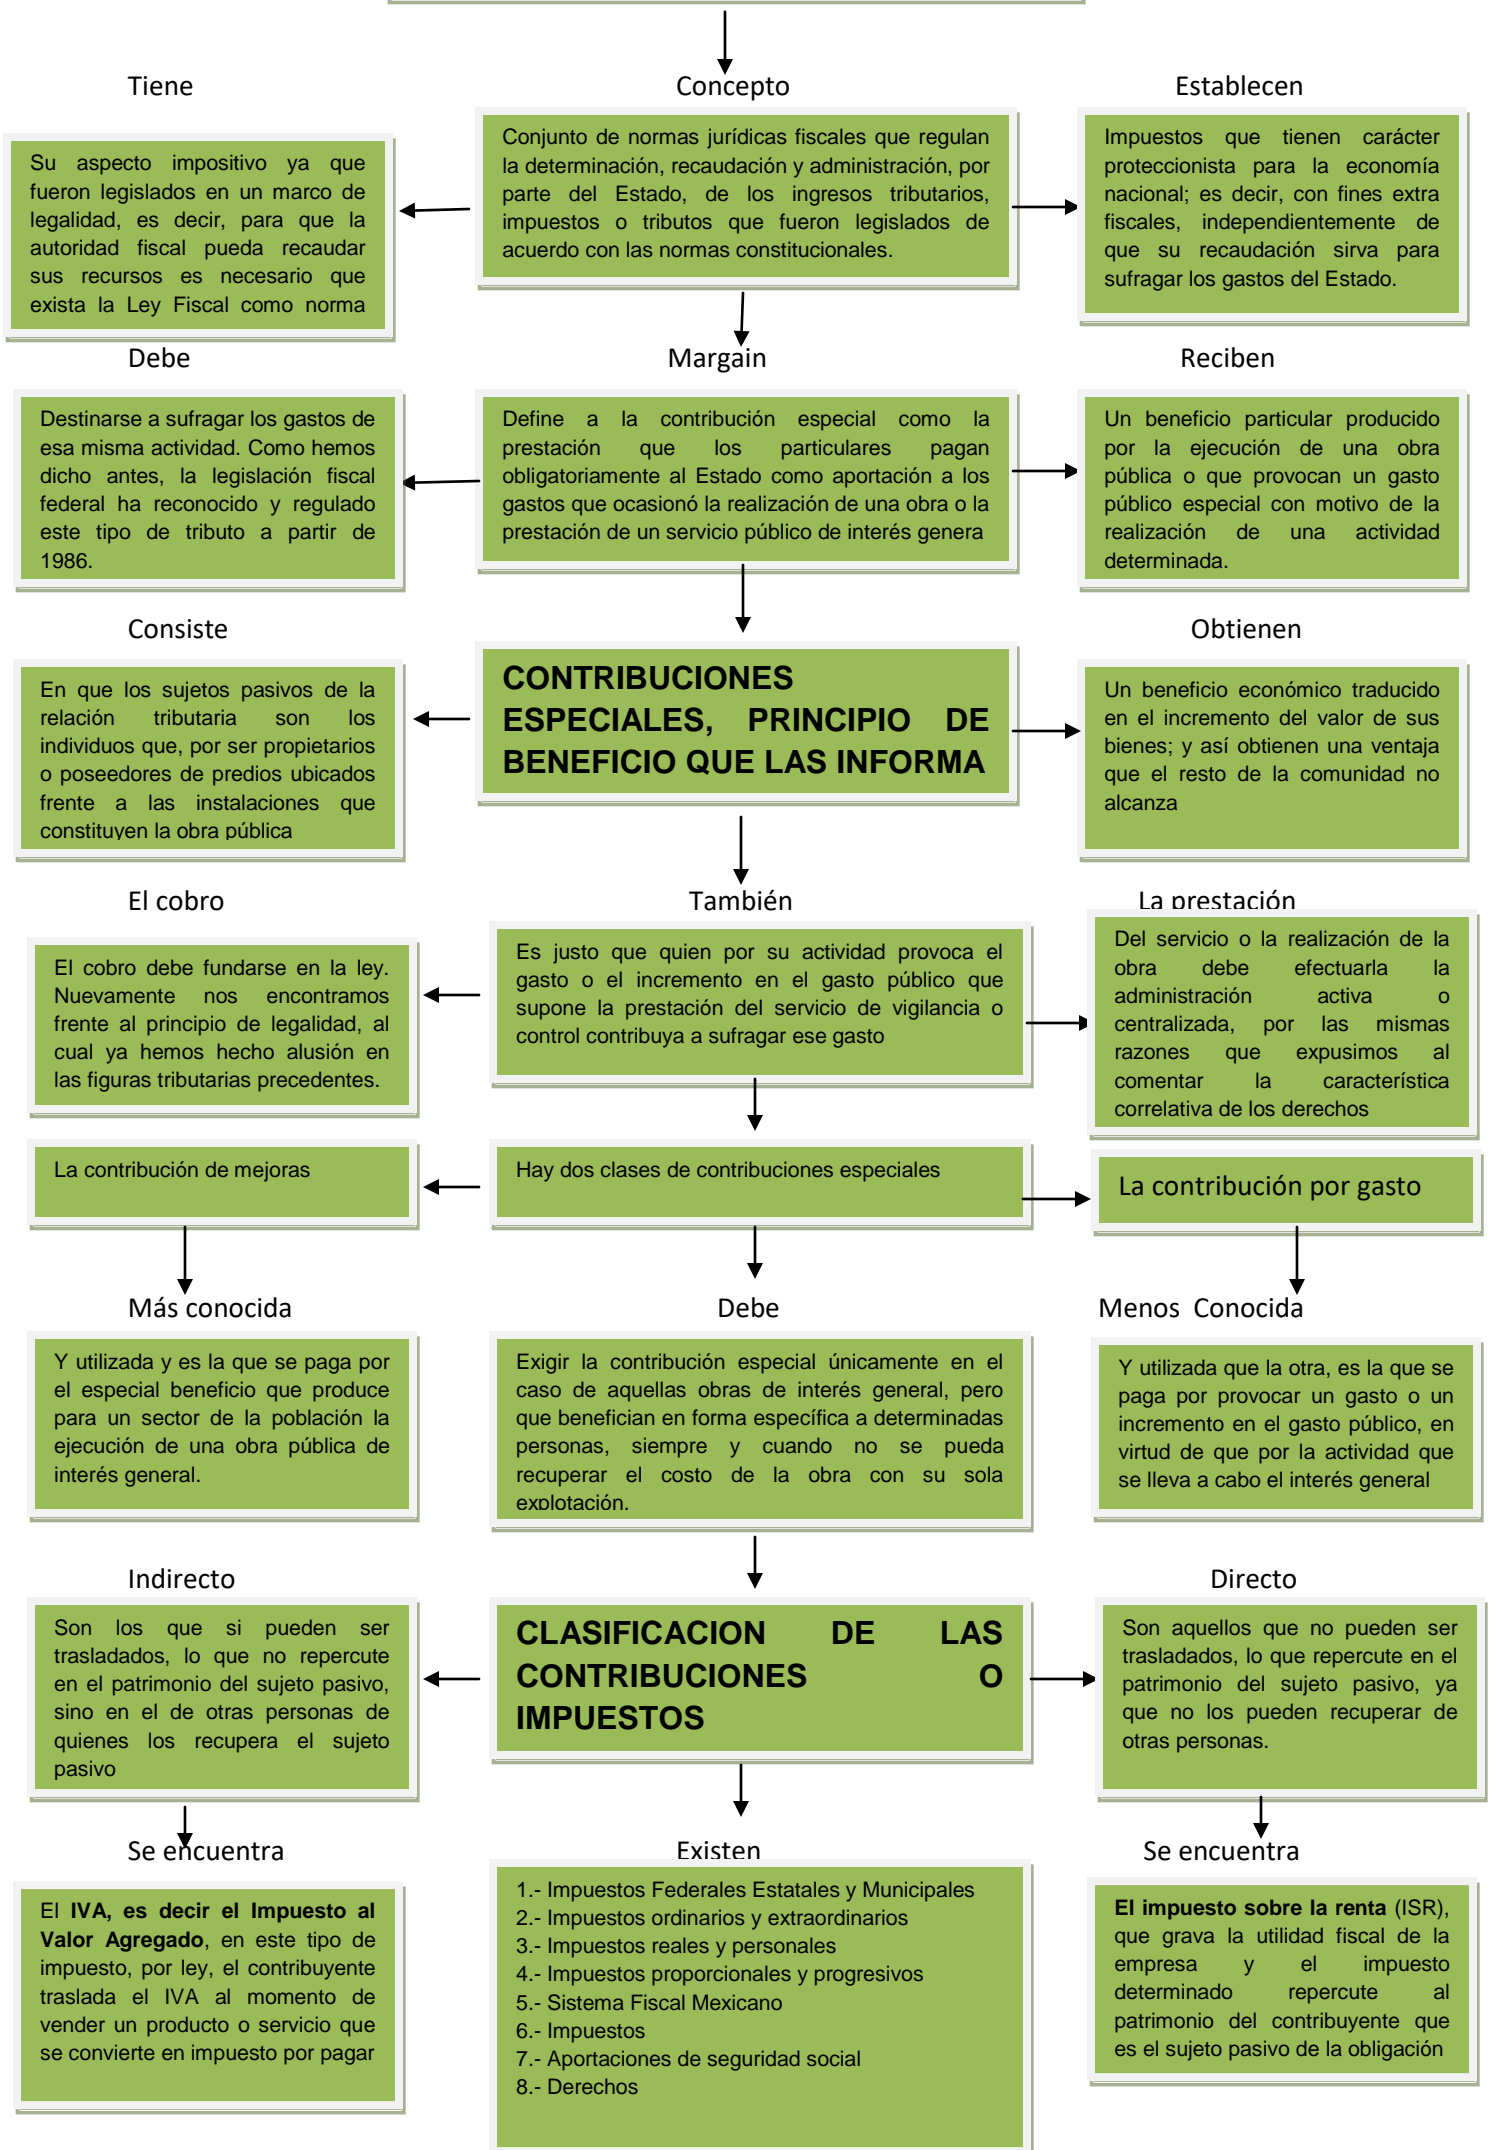 Tiene
Concepto
Establecen
Su aspecto impositivo ya que
fueron legislados en un marco de
legalidad, es decir, para que la
autoridad fiscal pueda recaudar
sus recursos es necesario que
exista la Ley Fiscal como norma
Conjunto de normas jurídicas fiscales que regulan
la determinación, recaudación y administración, por
parte del Estado, de los ingresos tributarios,
impuestos o tributos que fueron legislados de
acuerdo con las normas constitucionales.
Impuestos que tienen carácter
proteccionista para la economía
nacional; es decir, con fines extra
fiscales, independientemente de
que su recaudación sirva para
sufragar los gastos del Estado.
Debe
Margain
Reciben
Destinarse a sufragar los gastos de
esa misma actividad. Como hemos
dicho antes, la legislación fiscal
federal ha reconocido y regulado
este tipo de tributo a partir de
1986.
Define a la contribución especial como la
prestación que los particulares pagan
obligatoriamente al Estado como aportación a los
gastos que ocasionó la realización de una obra o la
prestación de un servicio público de interés genera
Un beneficio particular producido
por la ejecución de una obra
pública o que provocan un gasto
público especial con motivo de la
realización de una actividad
determinada.
Consiste
Obtienen
En que los sujetos pasivos de la
relación tributaria son los
individuos que, por ser propietarios
o poseedores de predios ubicados
frente a las instalaciones que
constituyen la obra pública
CONTRIBUCIONES
ESPECIALES, PRINCIPIO DE
BENEFICIO QUE LAS INFORMA
Un beneficio económico traducido
en el incremento del valor de sus
bienes; y así obtienen una ventaja
que el resto de la comunidad no
alcanza
El cobro
También
La prestación
El cobro debe fundarse en la ley.
Nuevamente nos encontramos
frente al principio de legalidad, al
cual ya hemos hecho alusión en
las figuras tributarias precedentes.
Es justo que quien por su actividad provoca el
gasto o el incremento en el gasto público que
supone la prestación del servicio de vigilancia o
control contribuya a sufragar ese gasto
Del servicio o la realización de la
obra debe efectuarla la
administración activa o
centralizada, por las mismas
razones que expusimos al
comentar la característica
correlativa de los derechos
La contribución de mejoras
Hay dos clases de contribuciones especiales
La contribución por gasto
Más conocida
Debe
Menos Conocida
Y utilizada y es la que se paga por
el especial beneficio que produce
para un sector de la población la
ejecución de una obra pública de
interés general.
Exigir la contribución especial únicamente en el
caso de aquellas obras de interés general, pero
que benefician en forma específica a determinadas
personas, siempre y cuando no se pueda
recuperar el costo de la obra con su sola
explotación.
Y utilizada que la otra, es la que se
paga por provocar un gasto o un
incremento en el gasto público, en
virtud de que por la actividad que
se lleva a cabo el interés general
Indirecto
Directo
Son los que si pueden ser
trasladados, lo que no repercute
en el patrimonio del sujeto pasivo,
sino en el de otras personas de
quienes los recupera el sujeto
pasivo
CLASIFICACION DE LAS
CONTRIBUCIONES O
IMPUESTOS
Son aquellos que no pueden ser
trasladados, lo que repercute en el
patrimonio del sujeto pasivo, ya
que no los pueden recuperar de
otras personas.
Se encuentra
Existen
Se encuentra
El IVA, es decir el Impuesto al
Valor Agregado, en este tipo de
impuesto, por ley, el contribuyente
traslada el IVA al momento de
vender un producto o servicio que
se convierte en impuesto por pagar
1.- Impuestos Federales Estatales y Municipales
2.- Impuestos ordinarios y extraordinarios
3.- Impuestos reales y personales
4.- Impuestos proporcionales y progresivos
5.- Sistema Fiscal Mexicano
6.- Impuestos
7.- Aportaciones de seguridad social
8.- Derechos
El impuesto sobre la renta (ISR),
que grava la utilidad fiscal de la
empresa y el impuesto
determinado repercute al
patrimonio del contribuyente que
es el sujeto pasivo de la obligación